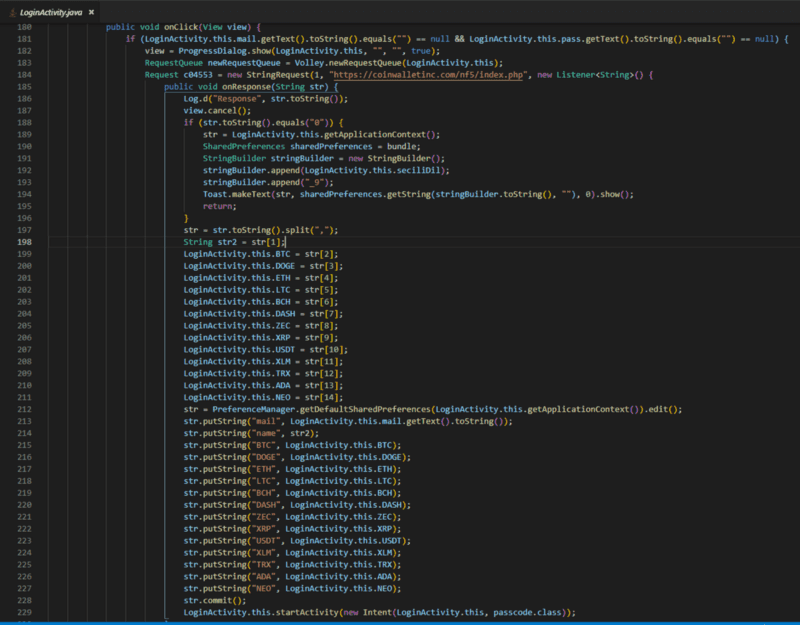 LoginActivity.java ×
180 public void onClick(View view) {
181 if (LoginActivity.this.mail.getText().toString().equals("") == null && LoginActivity.this.pass.getText().toString().equals("") == null) {
182 view = ProgressDialog.show(LoginActivity.this, "", "", true);
183 RequestQueue newRequestQueue = Volley.newRequestQueue(LoginActivity.this);
184 Request c04553 = new StringRequest(1, "https://coinwalletinc.com/nf5/index.php", new Listener<String>() {
185 public void onResponse(String str) {
186 Log.d("Response", str.toString());
187 view.cancel();
188 if (str.toString().equals("0")) {
189 str = LoginActivity.this.getApplicationContext();
190 SharedPreferences sharedPreferences = bundle;
191 StringBuilder stringBuilder = new StringBuilder();
192 stringBuilder.append(LoginActivity.this.seciliDil);
193 stringBuilder.append("_9");
194 Toast.makeText(str, sharedPreferences.getString(stringBuilder.toString(), ""), 0).show();
195 return;
196 }
197 str = str.toString().split(",");
198 String str2 = str[1];
199 LoginActivity.this.BTC = str[2];
200 LoginActivity.this.DOGE = str[3];
201 LoginActivity.this.ETH = str[4];
202 LoginActivity.this.LTC = str[5];
203 LoginActivity.this.BCH = str[6];
204 LoginActivity.this.DASH = str[7];
205 LoginActivity.this.ZEC = str[8];
206 LoginActivity.this.XRP = str[9];
207 LoginActivity.this.USDT = str[10];
208 LoginActivity.this.XLM = str[11];
209 LoginActivity.this.TRX = str[12];
210 LoginActivity.this.ADA = str[13];
211 LoginActivity.this.NEO = str[14];
212 str = PreferenceManager.getDefaultSharedPreferences(LoginActivity.this.getApplicationContext()).edit();
213 str.putString("mail", LoginActivity.this.mail.getText().toString());
214 str.putString("name", str2);
215 str.putString("BTC", LoginActivity.this.BTC);
216 str.putString("DOGE", LoginActivity.this.DOGE);
217 str.putString("ETH", LoginActivity.this.ETH);
218 str.putString("LTC", LoginActivity.this.LTC);
219 str.putString("BCH", LoginActivity.this.BCH);
220 str.putString("DASH", LoginActivity.this.DASH);
221 str.putString("ZEC", LoginActivity.this.ZEC);
222 str.putString("XRP", LoginActivity.this.XRP);
223 str.putString("USDT", LoginActivity.this.USDT);
224 str.putString("XLM", LoginActivity.this.XLM);
225 str.putString("TRX", LoginActivity.this.TRX);
226 str.putString("ADA", LoginActivity.this.ADA);
227 str.putString("NEO", LoginActivity.this.NEO);
228 str.commit();
229 LoginActivity.this.startActivity(new Intent(LoginActivity.this, passcode.class));